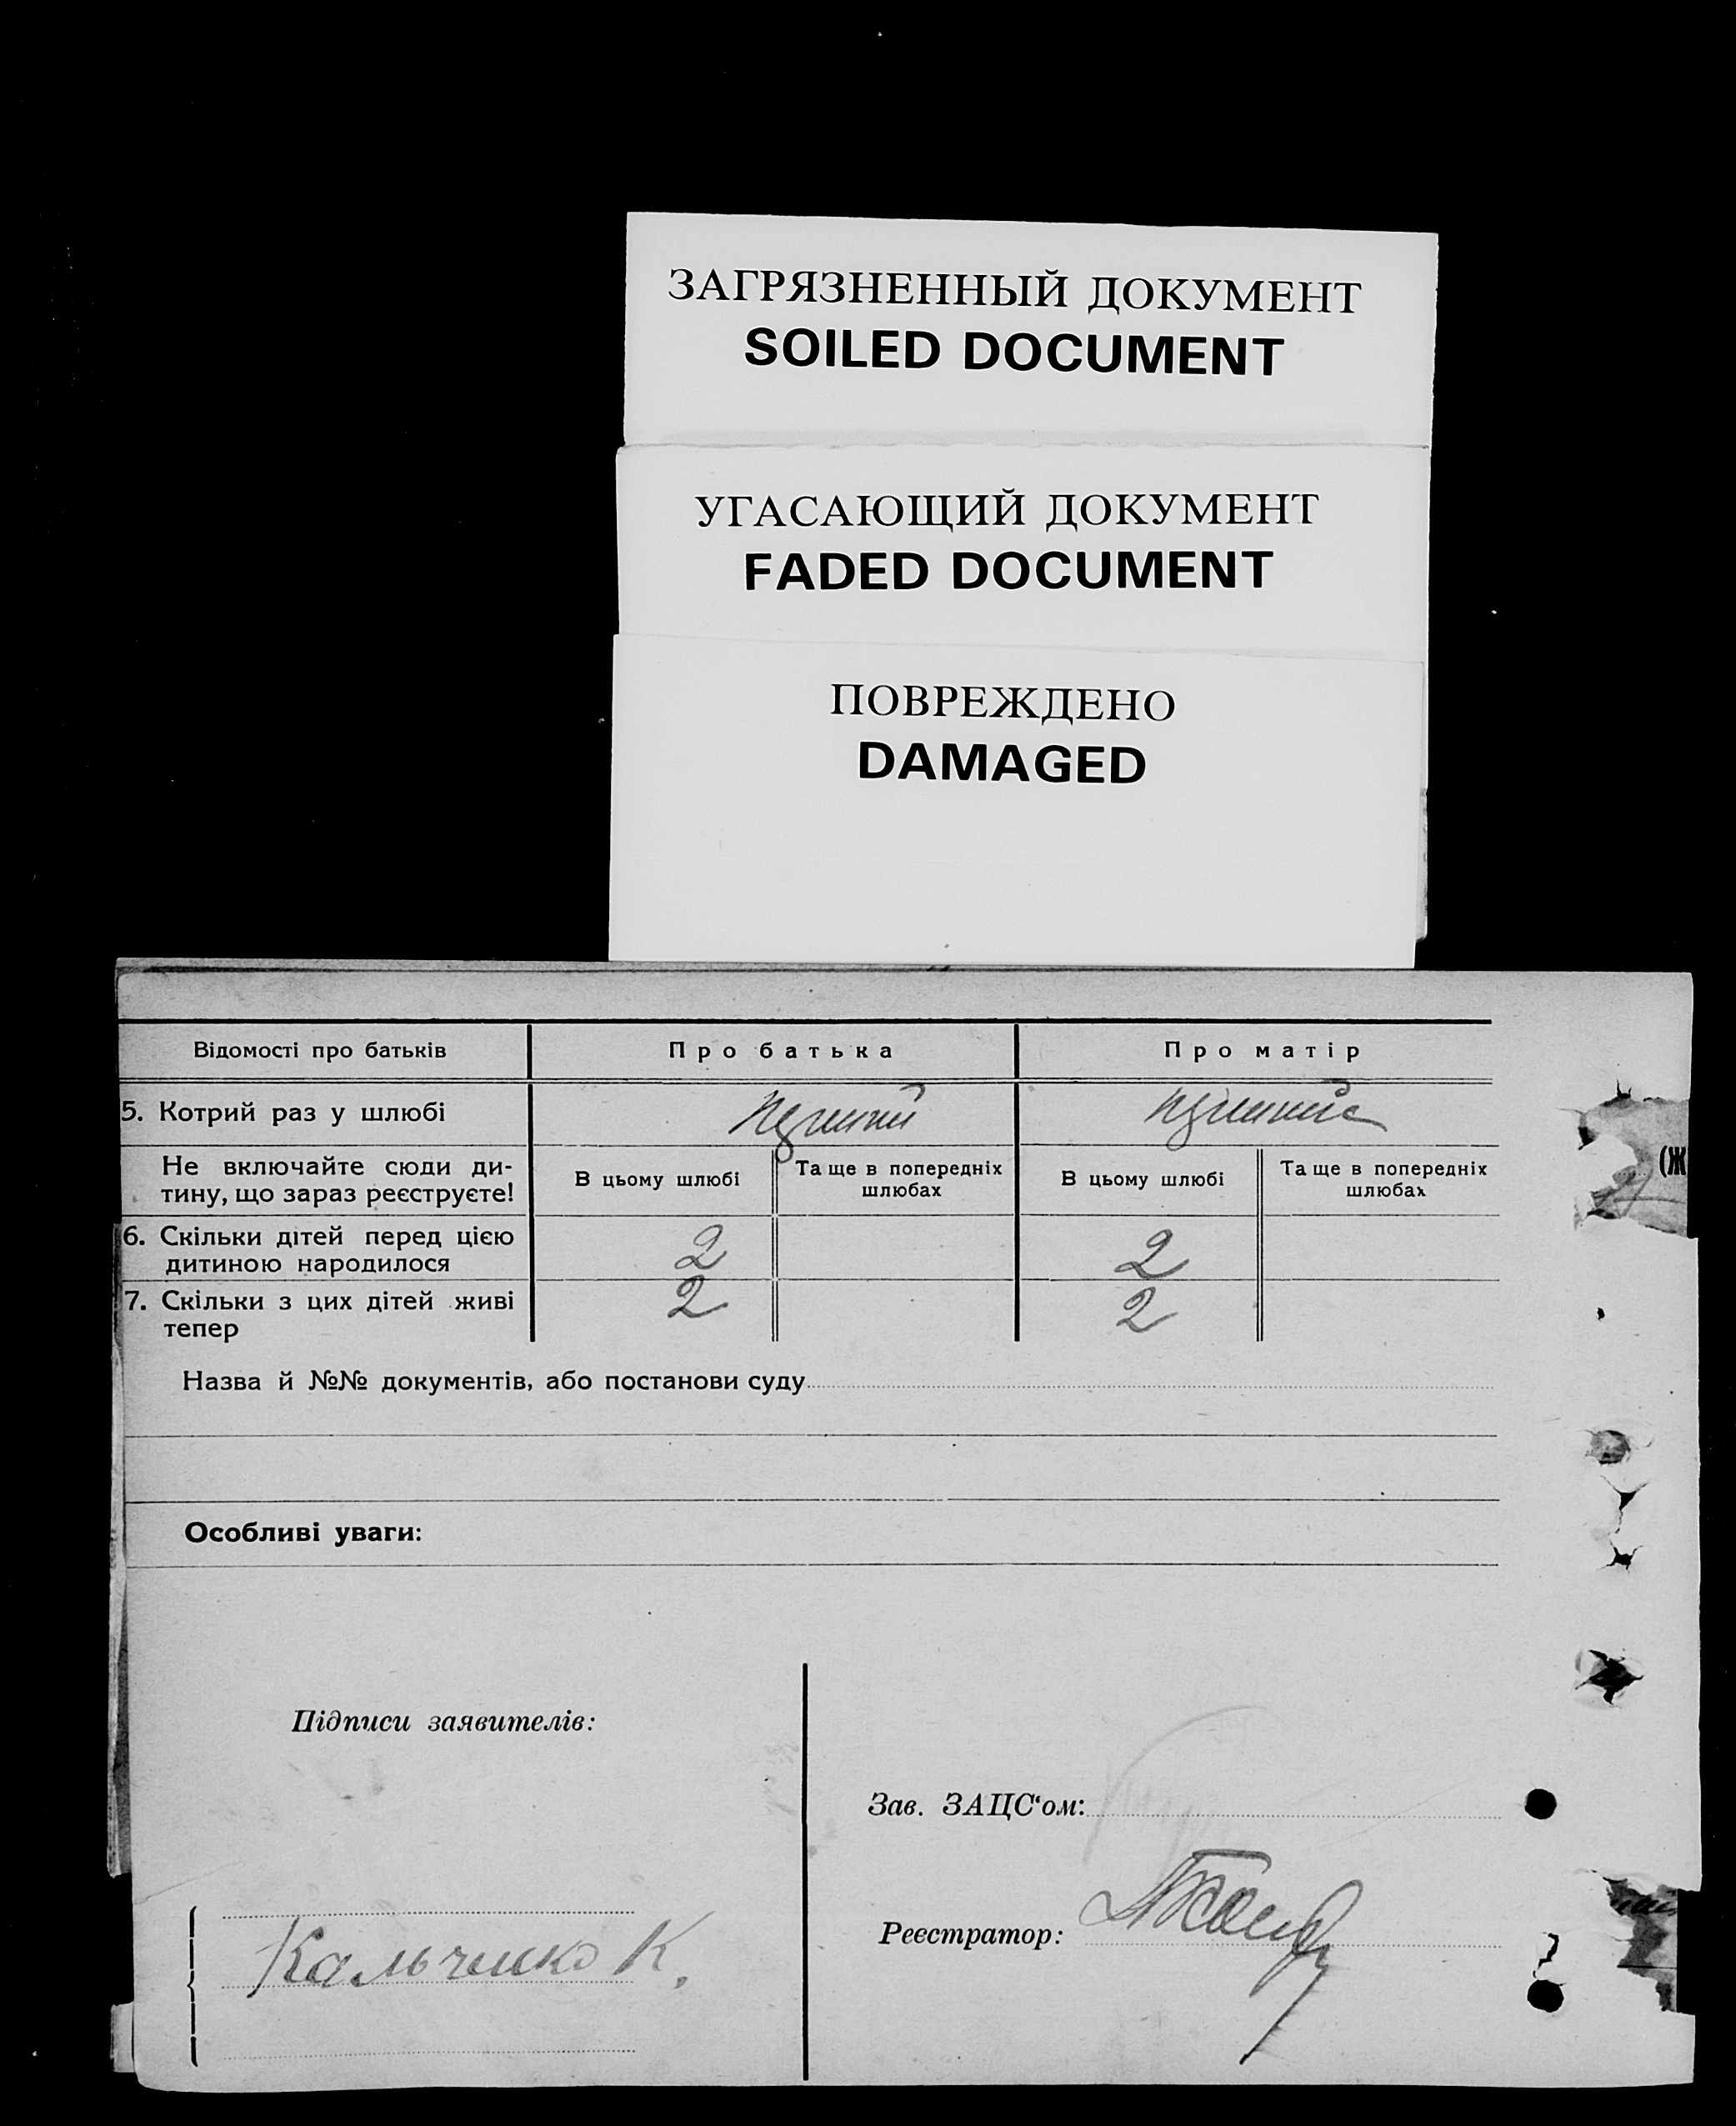 ЗАГРЯЗНЕННЫЙ ДОКУМЕНТ
SOILED DOCUMENT
УГАСАЮЩИЙ ДОКУМЕНТ
FADED DOCUMENT
ПОВРЕЖДЕНО
DAMAGED
Відомості про батьків
Про батька
Про матір
5. Котрий раз у шлюбі
Не включайте сюди ди-
тину, що зараз реєструєте!
В цьому шлюбі
Та ще в попередніх
шлюбах
В цьому шлюбі
Та ще в попередніх
шлюбах
(Ж
6. Скільки дітей перед цією
дитиною народилося
2
2
7. Скільки з цих дітей живі
тепер
2
2
Назва й №№ документів, або постанови суду
Особливі уваги:
Підписи заявителів:
Зав. ЗАЦС‘ом:
Реєстратор:
Кальченко К.